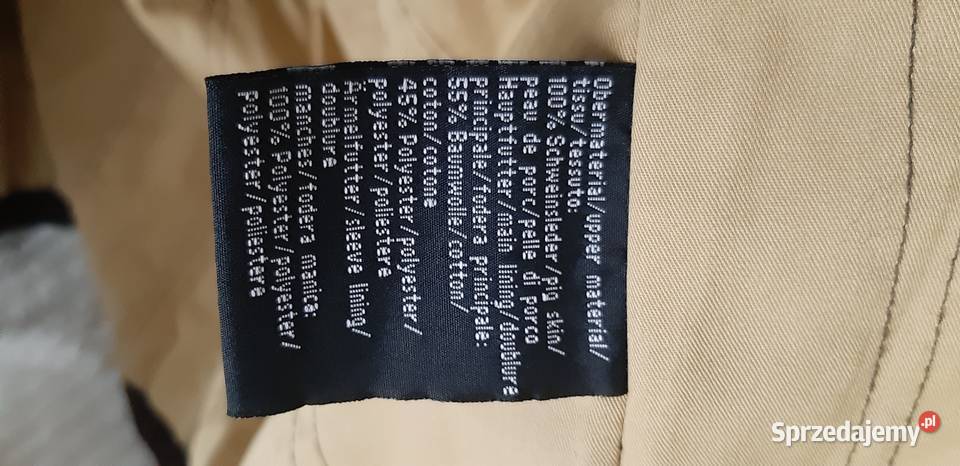 Obermaterial/upper material/
tissu/tessuto:
100% Schweinsleder/pig skin/
peau de porc/pelle di porco
Hauptfutter/main lining/doublure
Principale/fodera principale:
55% Baumwolle/cotton/
coton/cotone
45% Polyester/polyester/
polyester/poliestere
Ärmelfutter/sleeve lining/
doublure
manches/fodera manica:
100% Polyester/polyester/
polyester/poliestere
Sprzedajemy.pl